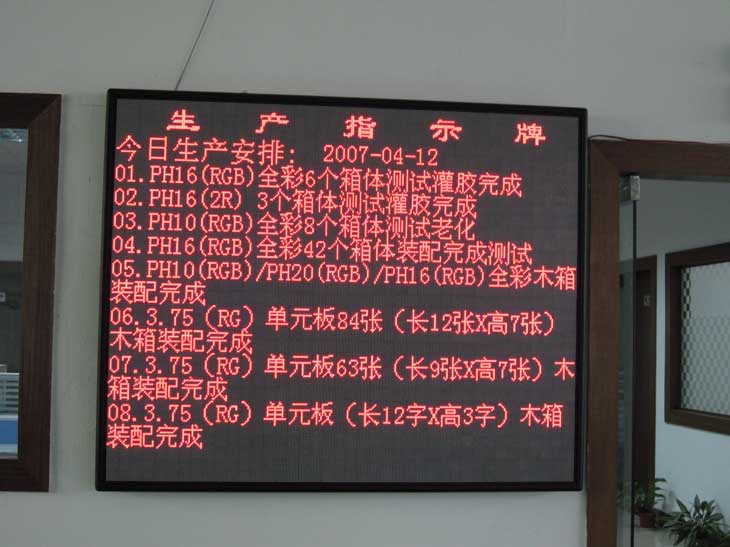 生产指示牌
今日生产安排: 2007-04-12
01.PH16(RGB)全彩6个箱体测试灌胶完成
02.PH16(2R) 3个箱体测试灌胶完成
03.PH10(RGB)全彩8个箱体测试老化
04.PH16(RGB)全彩42个箱体装配完成测试
05.PH10(RGB)/PH20(RGB)/PH16(RGB)全彩木箱
装配完成
06.3.75（RG）单元板84张（长12张X高7张）
木箱装配完成
07.3.75（RG）单元板63张（长9张X高7张）木
箱装配完成
08.3.75（RG）单元板（长12字X高3字）木箱
装配完成